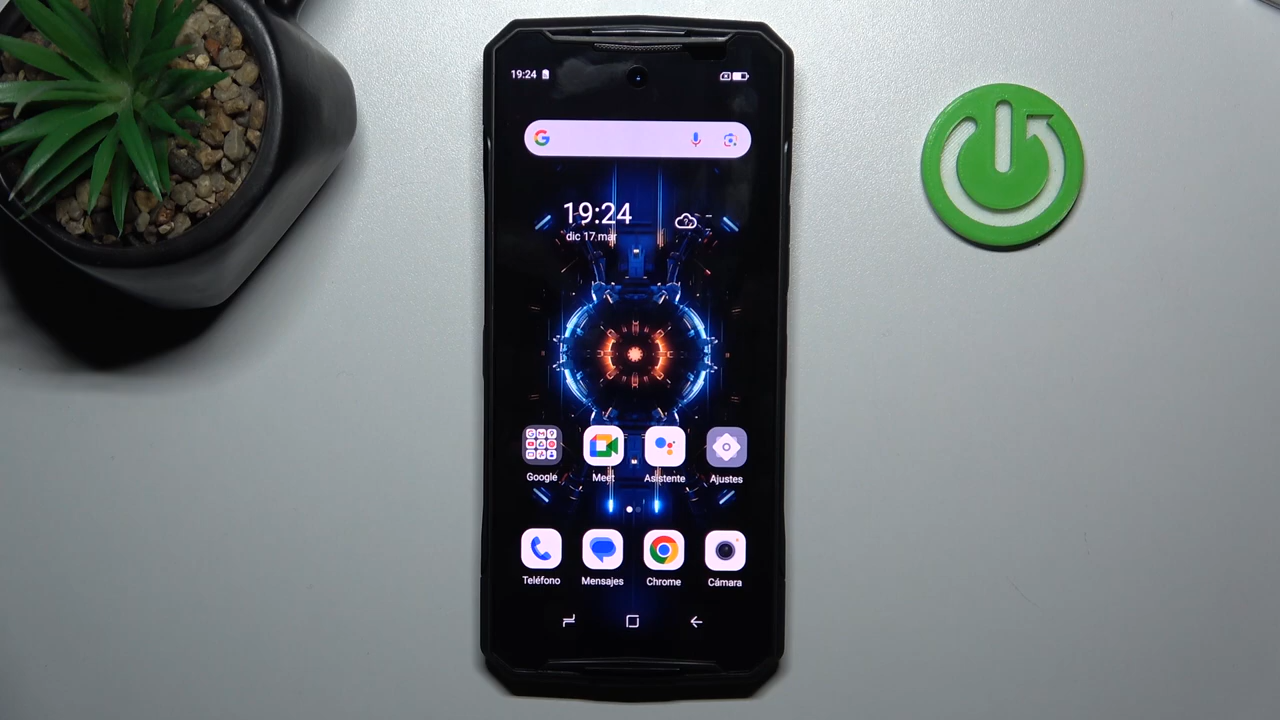 19:24
19:24
dic 17 mar
Google
Meet
Asistente
Ajustes
Teléfono
Mensajes
Chrome
Cámara